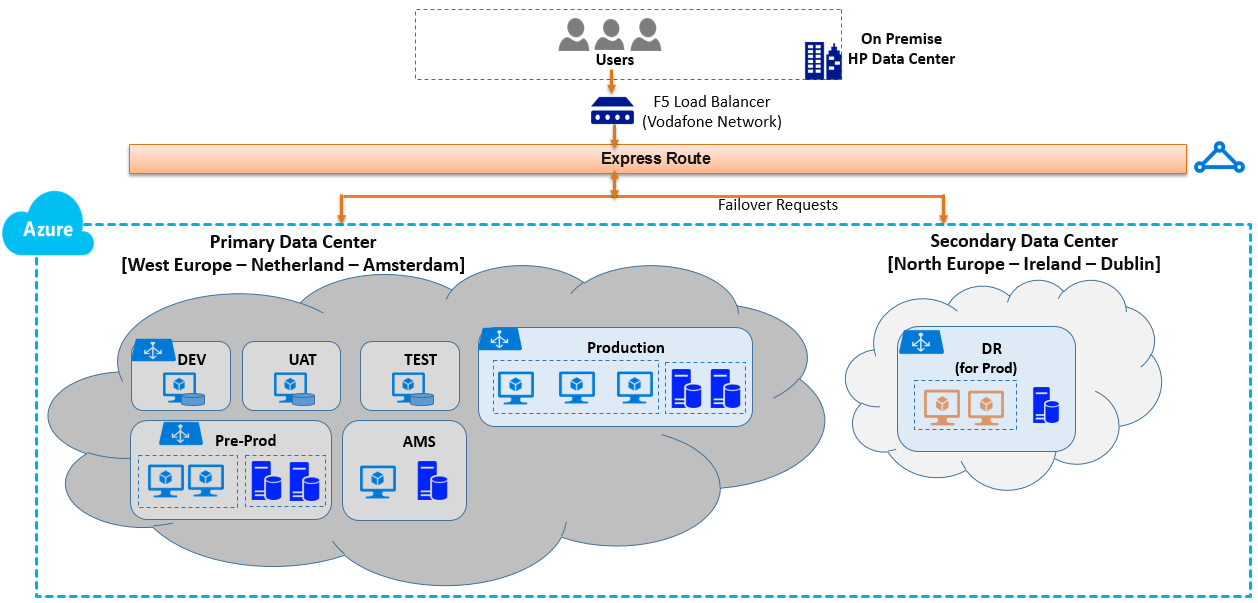 On Premise
HP Data Center
Users
F5 Load Balancer
(Vodafone Network)
Express Route
Failover Requests
Azure
Primary Data Center
[West Europe – Netherland – Amsterdam]
Secondary Data Center
[North Europe – Ireland – Dublin]
DEV
UAT
TEST
Production
DR
(for Prod)
Pre-Prod
AMS